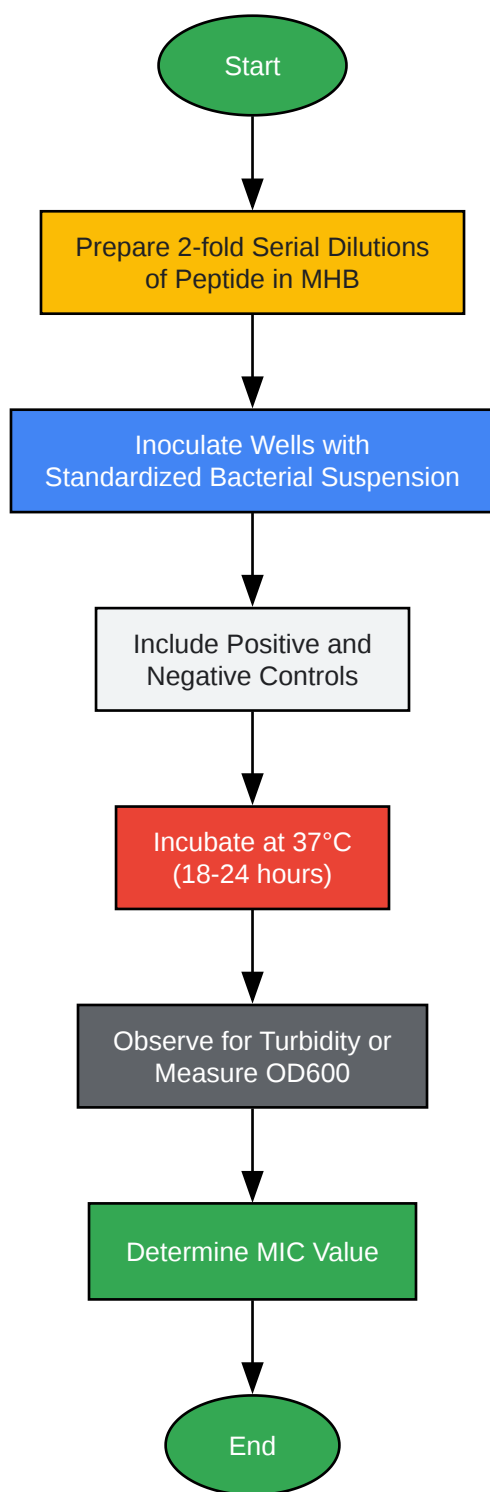 Start
Prepare 2-fold Serial Dilutions
of Peptide in MHB
Inoculate Wells with
Standardized Bacterial Suspension
Include Positive and
Negative Controls
Incubate at 37°C
(18-24 hours)
Observe for Turbidity or
Measure OD600
Determine MIC Value
End